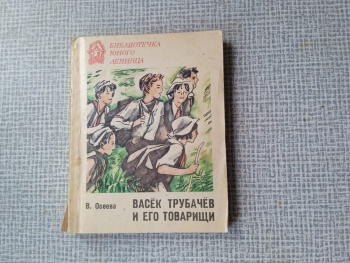 БИБЛИОТЕЧКА
ЮНОГО
ЛЕНИНЦА
В. Осеева
ВАСЁК ТРУБАЧЁВ
И ЕГО ТОВАРИЩИ